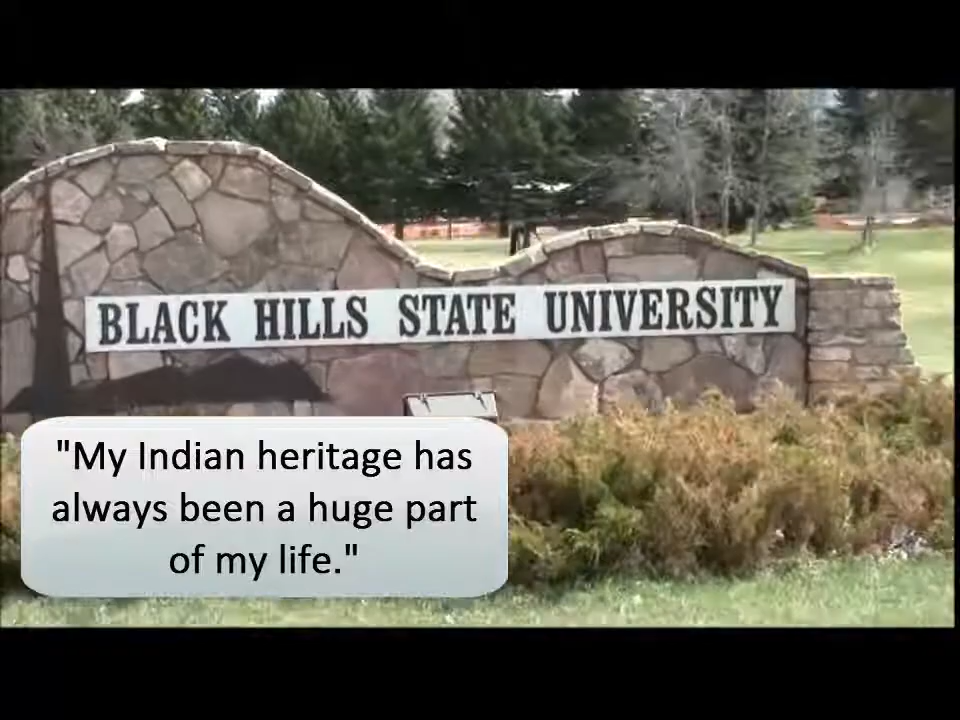 BLACK HILLS STATE UNIVERSITY
"My Indian heritage has
always been a huge part
of my life."